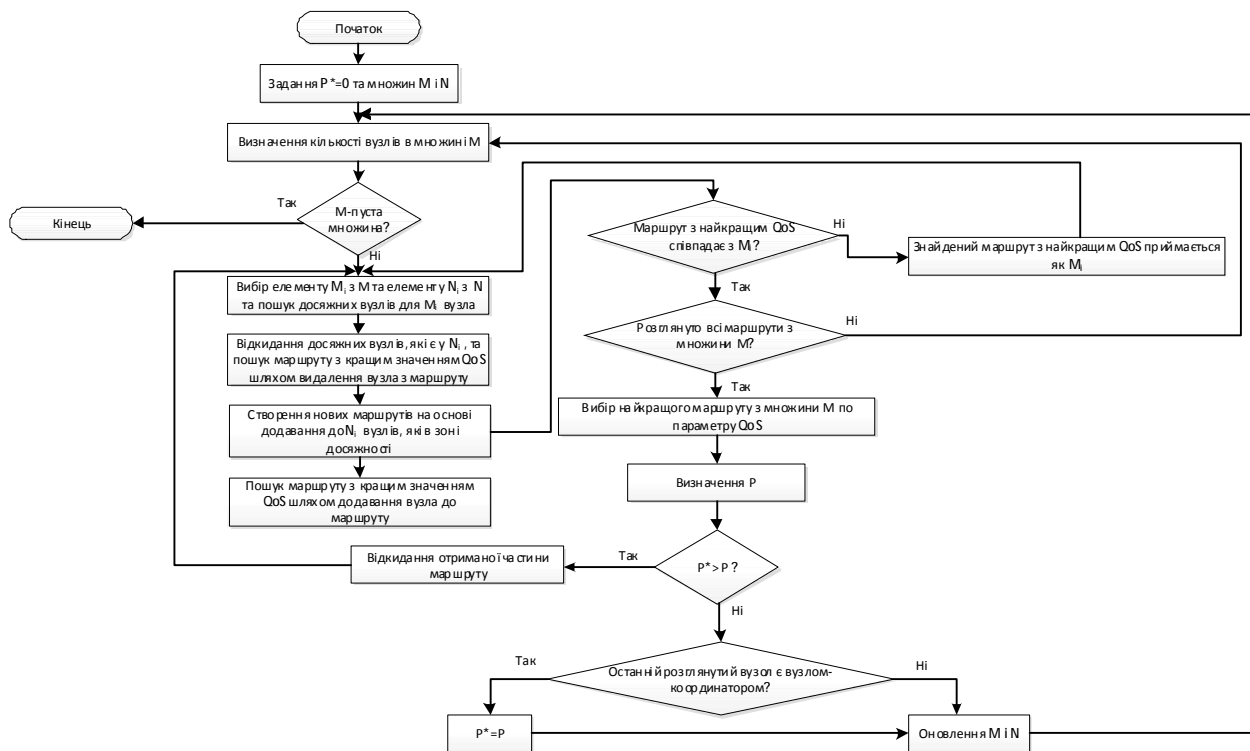 Початок
Задання P*=0 та множин M і N
Визначення кількості вузлів в множині M
Так
М-пуста
множина?
Кінець
Ні
Вибір елементу Mᵢ з M та елементу Nᵢ з N
та пошук досяжних вузлів для Mᵢ вузла
Відкидання досяжних вузлів, які є у Nᵢ, та
пошук маршруту з кращим значенням QoS
шляхом видалення вузла з маршруту
Створення нових маршрутів на основі
додавання до Nᵢ вузлів, які в зоні
досяжності
Пошук маршруту з кращим значенням
QoS шляхом додавання вузла до
маршруту
Маршрут з найкращим QoS
співпадає з Mᵢ?
Ні
Знайдений маршрут з найкращим QoS приймається
як Mᵢ
Так
Розглянуто всі маршрути з
множини M?
Ні
Так
Вибір найкращого маршруту з множини M по
параметру QoS
Визначення P
P*> P ?
Так
Відкидання отриманої частини
маршруту
Ні
Останній розглянутий вузол є вузлом-
координатором?
Так
Ні
P*=P
Оновлення M і N